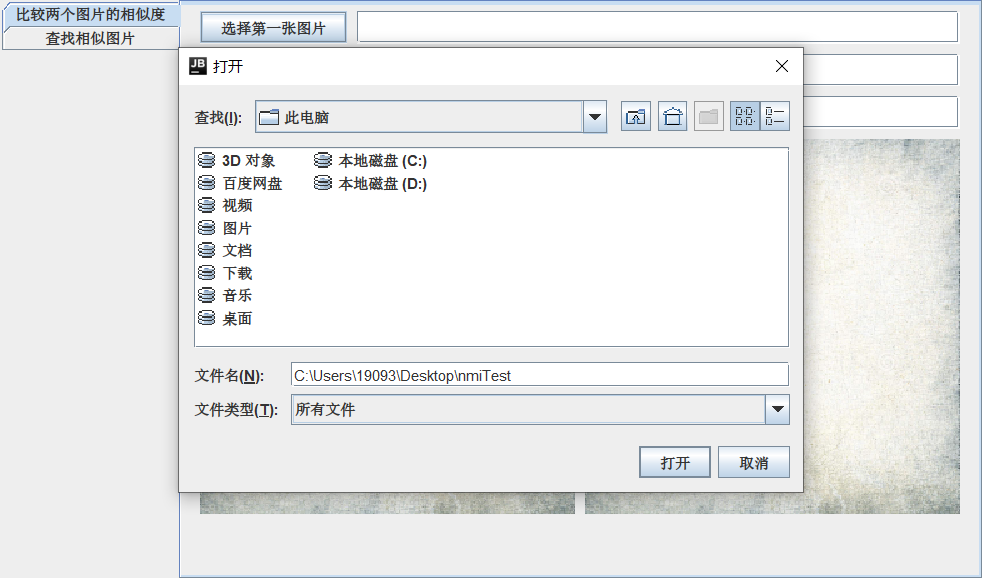 比较两个图片的相似度
查找相似图片
选择第一张图片
JB
打开
查找(I):
此电脑
3D 对象
百度网盘
视频
图片
文档
下载
音乐
桌面
本地磁盘 (C:)
本地磁盘 (D:)
文件名(N):
C:\Users\19093\Desktop\nmiTest
文件类型(T):
所有文件
打开
取消